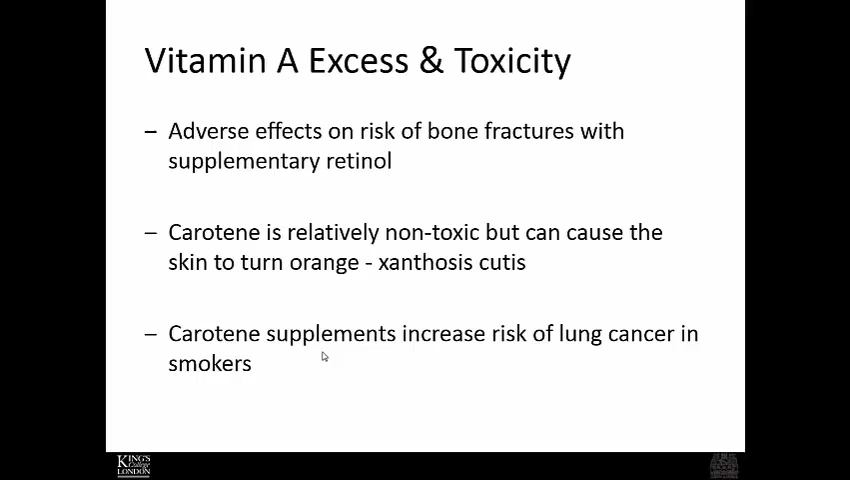 Vitamin A Excess & Toxicity
– Adverse effects on risk of bone fractures with
supplementary retinol
– Carotene is relatively non-toxic but can cause the
skin to turn orange - xanthosis cutis
– Carotene supplements increase risk of lung cancer in
smokers
KING'S
College
LONDON